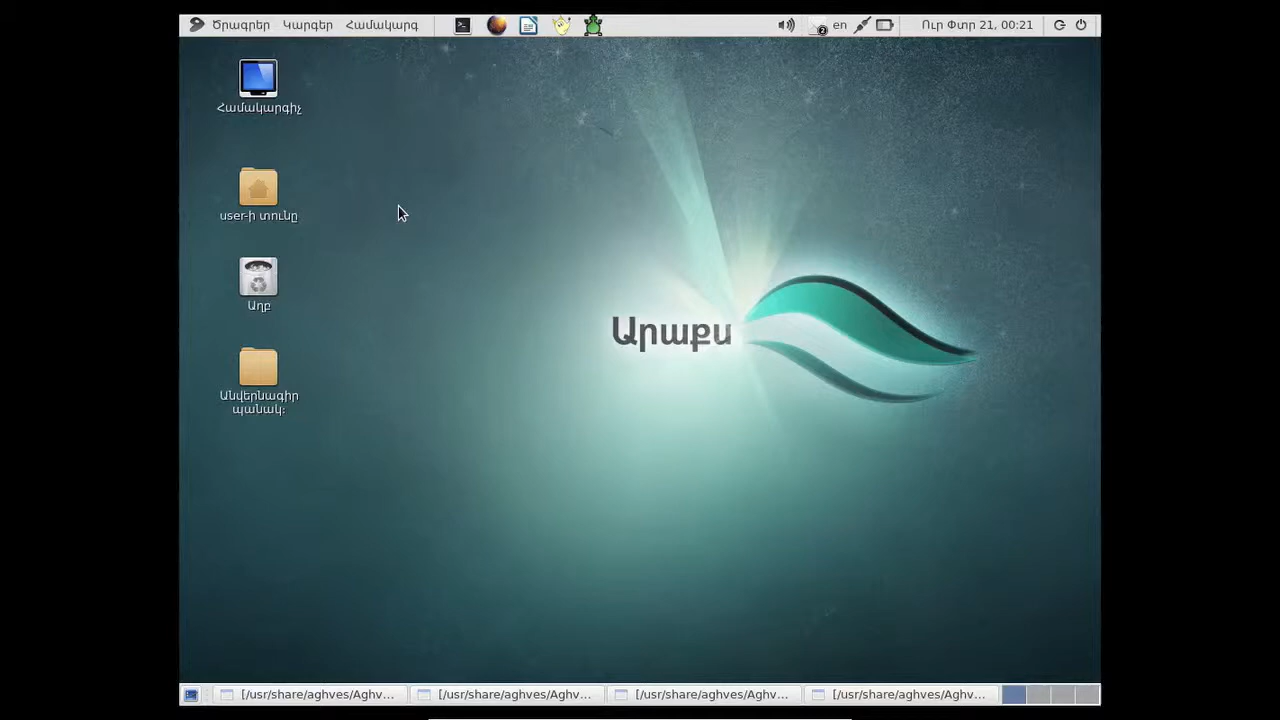 Ծրագրեր Կարգեր Համակարգ en Ուր Փտր 21, 00:21
Համակարգիչ
user-ի տունը
Աղբ
Անվերնագիր
պանակ։
Արաքս
[/usr/share/aghves/Aghv... [/usr/share/aghves/Aghv... [/usr/share/aghves/Aghv... [/usr/share/aghves/Aghv...